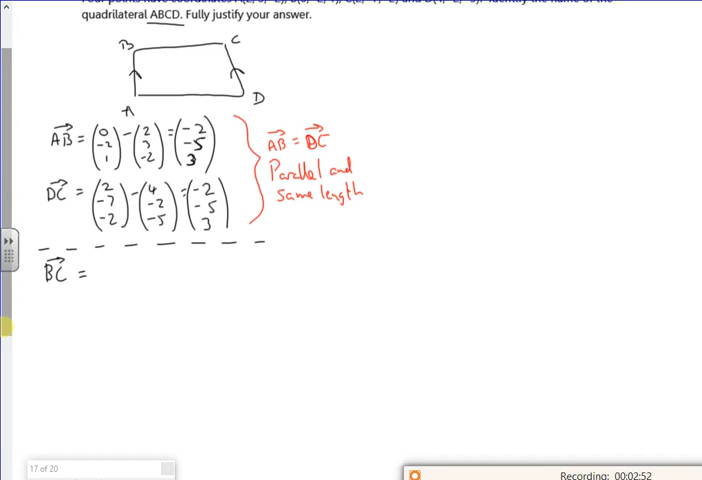 quadrilateral ABCD. Fully justify your answer.
B C
A D
AB = (0 -2 1) - (2 3 -2) = (-2 -5 3)
DC = (2 -7 -2) - (4 -2 -5) = (-2 -5 3)
AB = DC
Parallel and
same length
BC =
17 of 20
Recording: 00:02:52